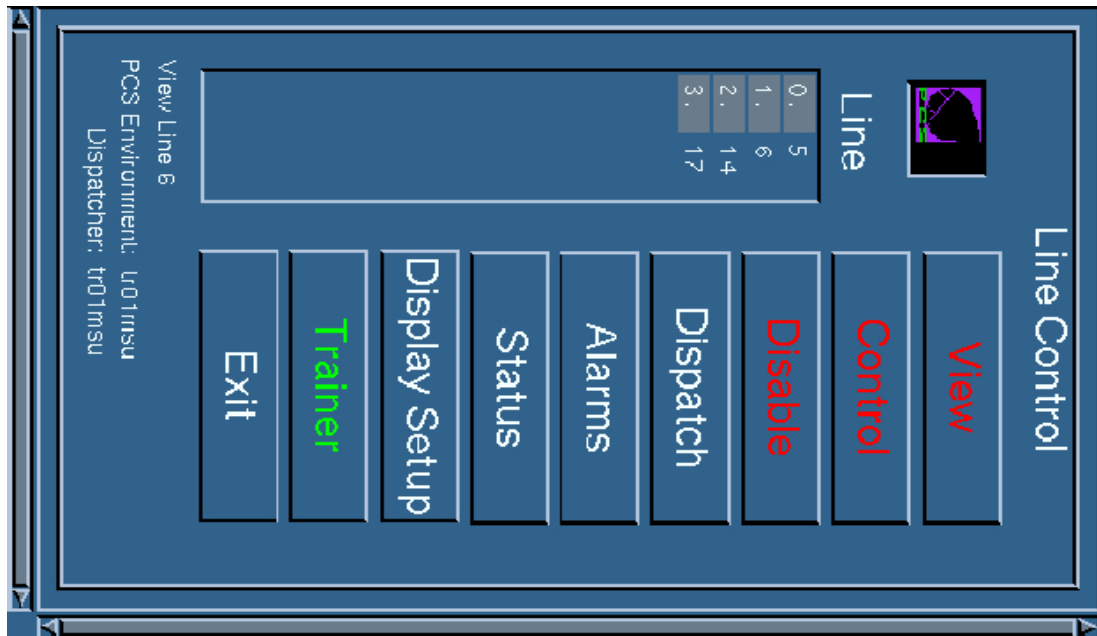 Line Control
Line
0. 5
1. 6
2. 14
3. 17
View
Control
Disable
Dispatch
Alarms
Status
Display Setup
Trainer
Exit
View Line 6
PCS Environment: tr01msu
Dispatcher: tr01msu